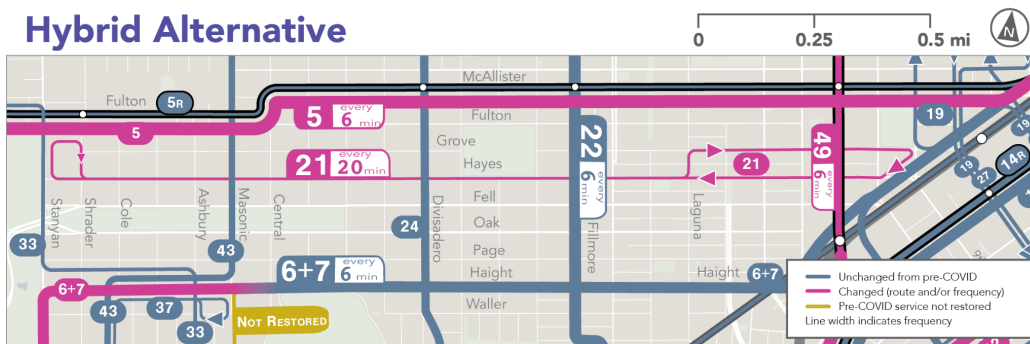 Hybrid Alternative
0 0.25 0.5 mi
N
McAllister
Fulton
5R
5
5 every 6 min
Fulton
19
19
Grove
Hayes
21 every 20 min
21
22 every 6 min
49 every 6 min
19
27
14R
Stanyan
Shrader
Cole
Ashbury
Masonic
Central
Divisadero
Fillmore
Laguna
Fell
Oak
Page
Haight
Waller
33
43
24
6+7 every 6 min
Haight
6+7
6+7
43
37
33
NOT RESTORED
Unchanged from pre-COVID
Changed (route and/or frequency)
Pre-COVID service not restored
Line width indicates frequency